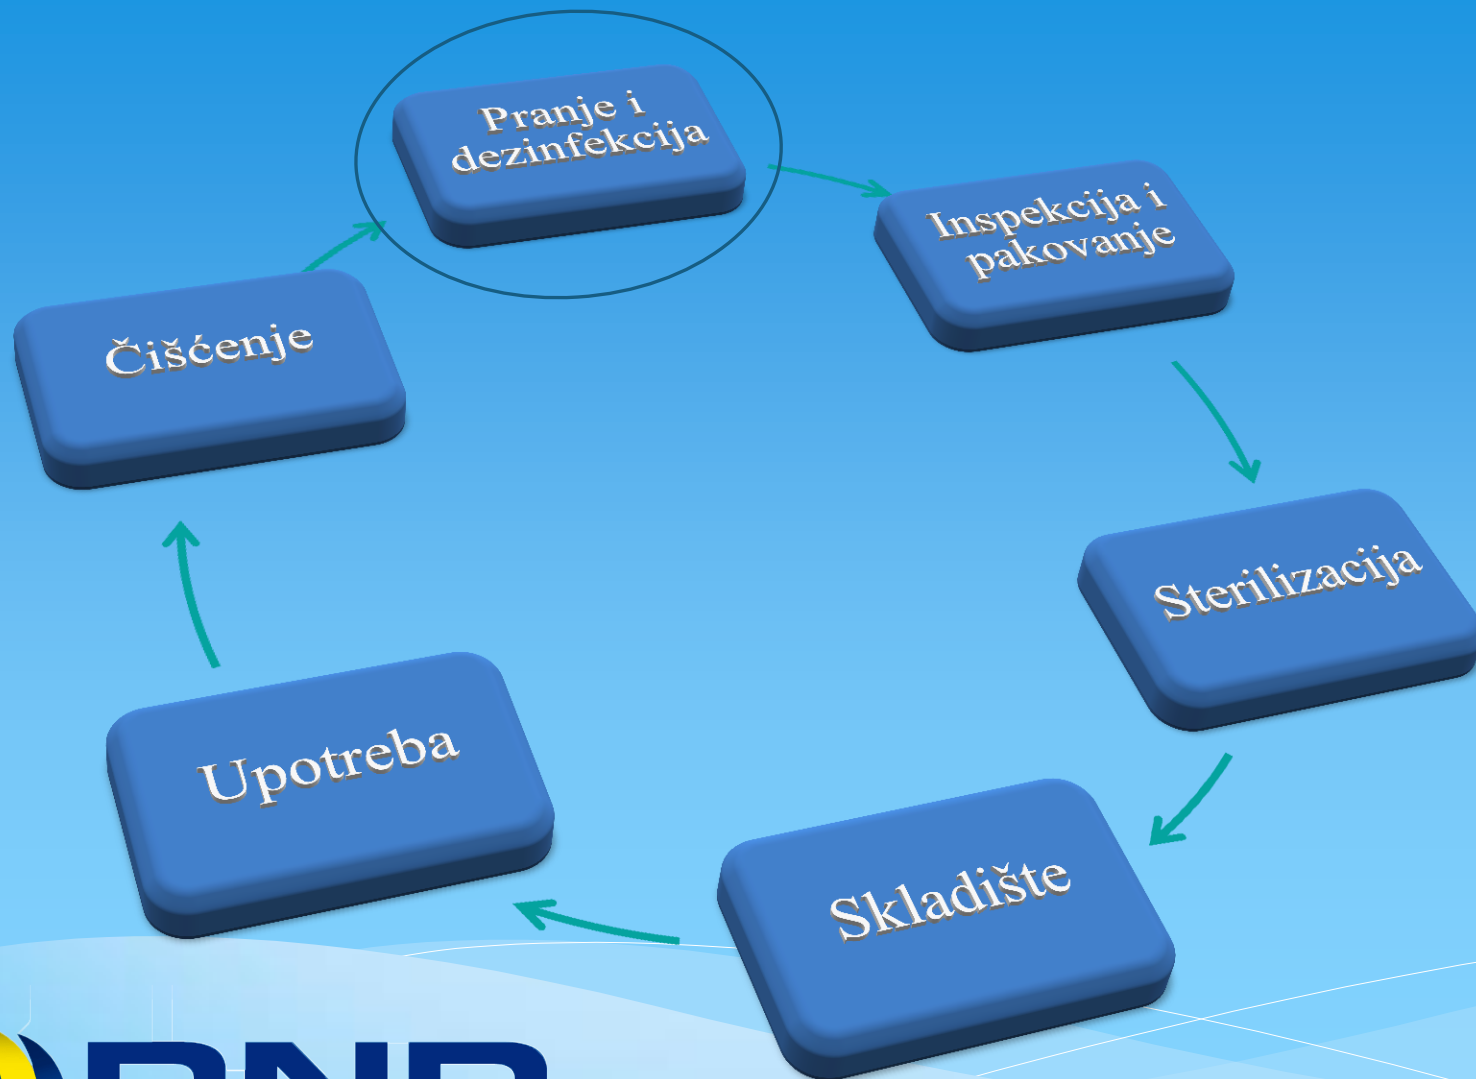 Pranje i
dezinfekcija
Inspekcija i
pakovanje
Čišćenje
Sterilizacija
Upotreba
Skladište